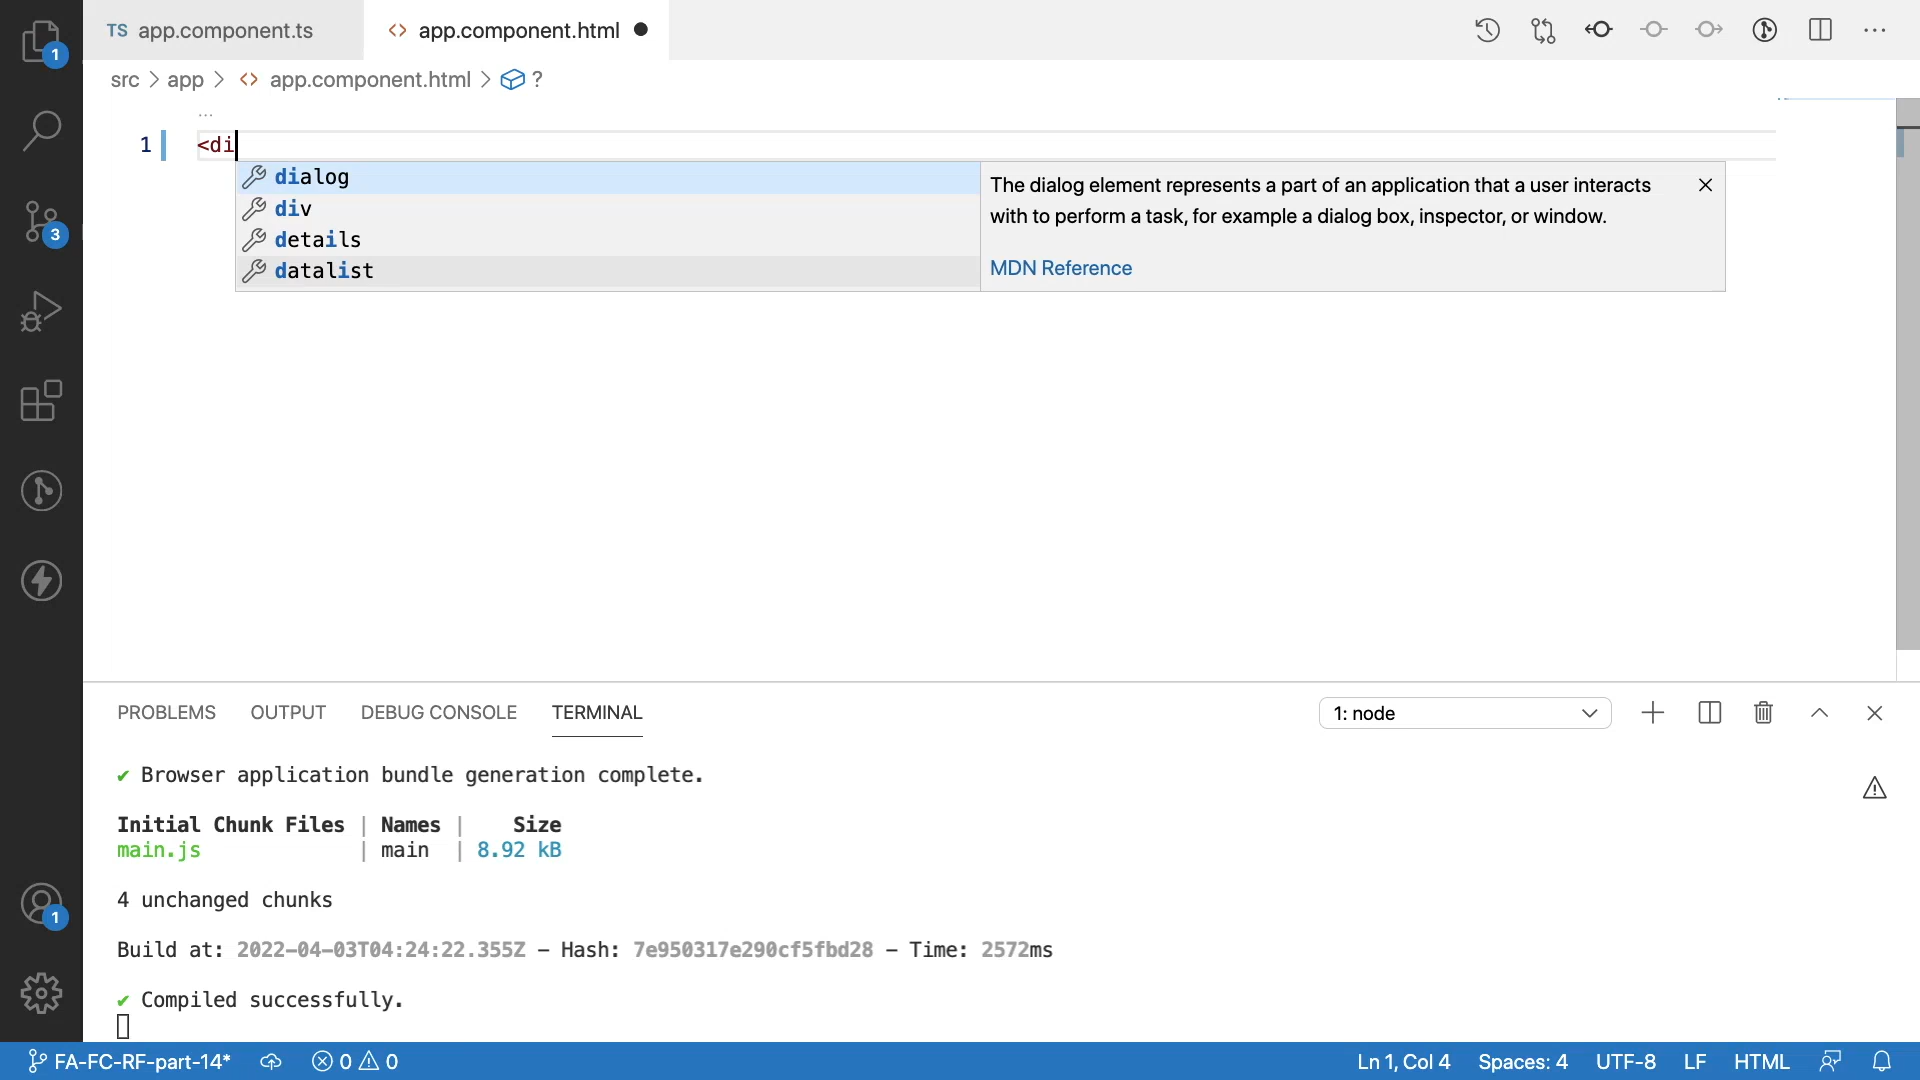 TS app.component.ts
<> app.component.html
src > app > <> app.component.html > ?
...
1 <di
dialog
div
details
datalist
The dialog element represents a part of an application that a user interacts
with to perform a task, for example a dialog box, inspector, or window.
MDN Reference
1
3
1
PROBLEMS OUTPUT DEBUG CONSOLE TERMINAL
1: node
✔ Browser application bundle generation complete.
Initial Chunk Files | Names | Size
main.js | main | 8.92 kB
4 unchanged chunks
Build at: 2022-04-03T04:24:22.355Z - Hash: 7e950317e290cf5fbd28 - Time: 2572ms
✔ Compiled successfully.
FA-FC-RF-part-14* 0 0 Ln 1, Col 4 Spaces: 4 UTF-8 LF HTML